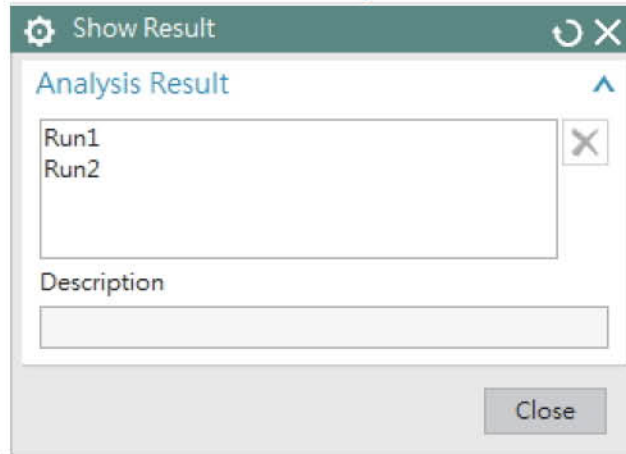 Show Result
Analysis Result
Run1
Run2
Description
Close